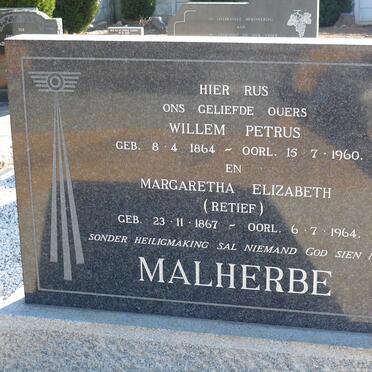 HIER RUS
ONS GELIEFDE OUERS
WILLEM PETRUS
GEB. 8·4·1864 ~ OORL. 15·7·1960.
EN
MARGARETHA ELIZABETH
(RETIEF)
GEB. 23·11·1867 ~ OORL. 6·7·1964.
SONDER HEILIGMAKING SAL NIEMAND GOD SIEN
MALHERBE